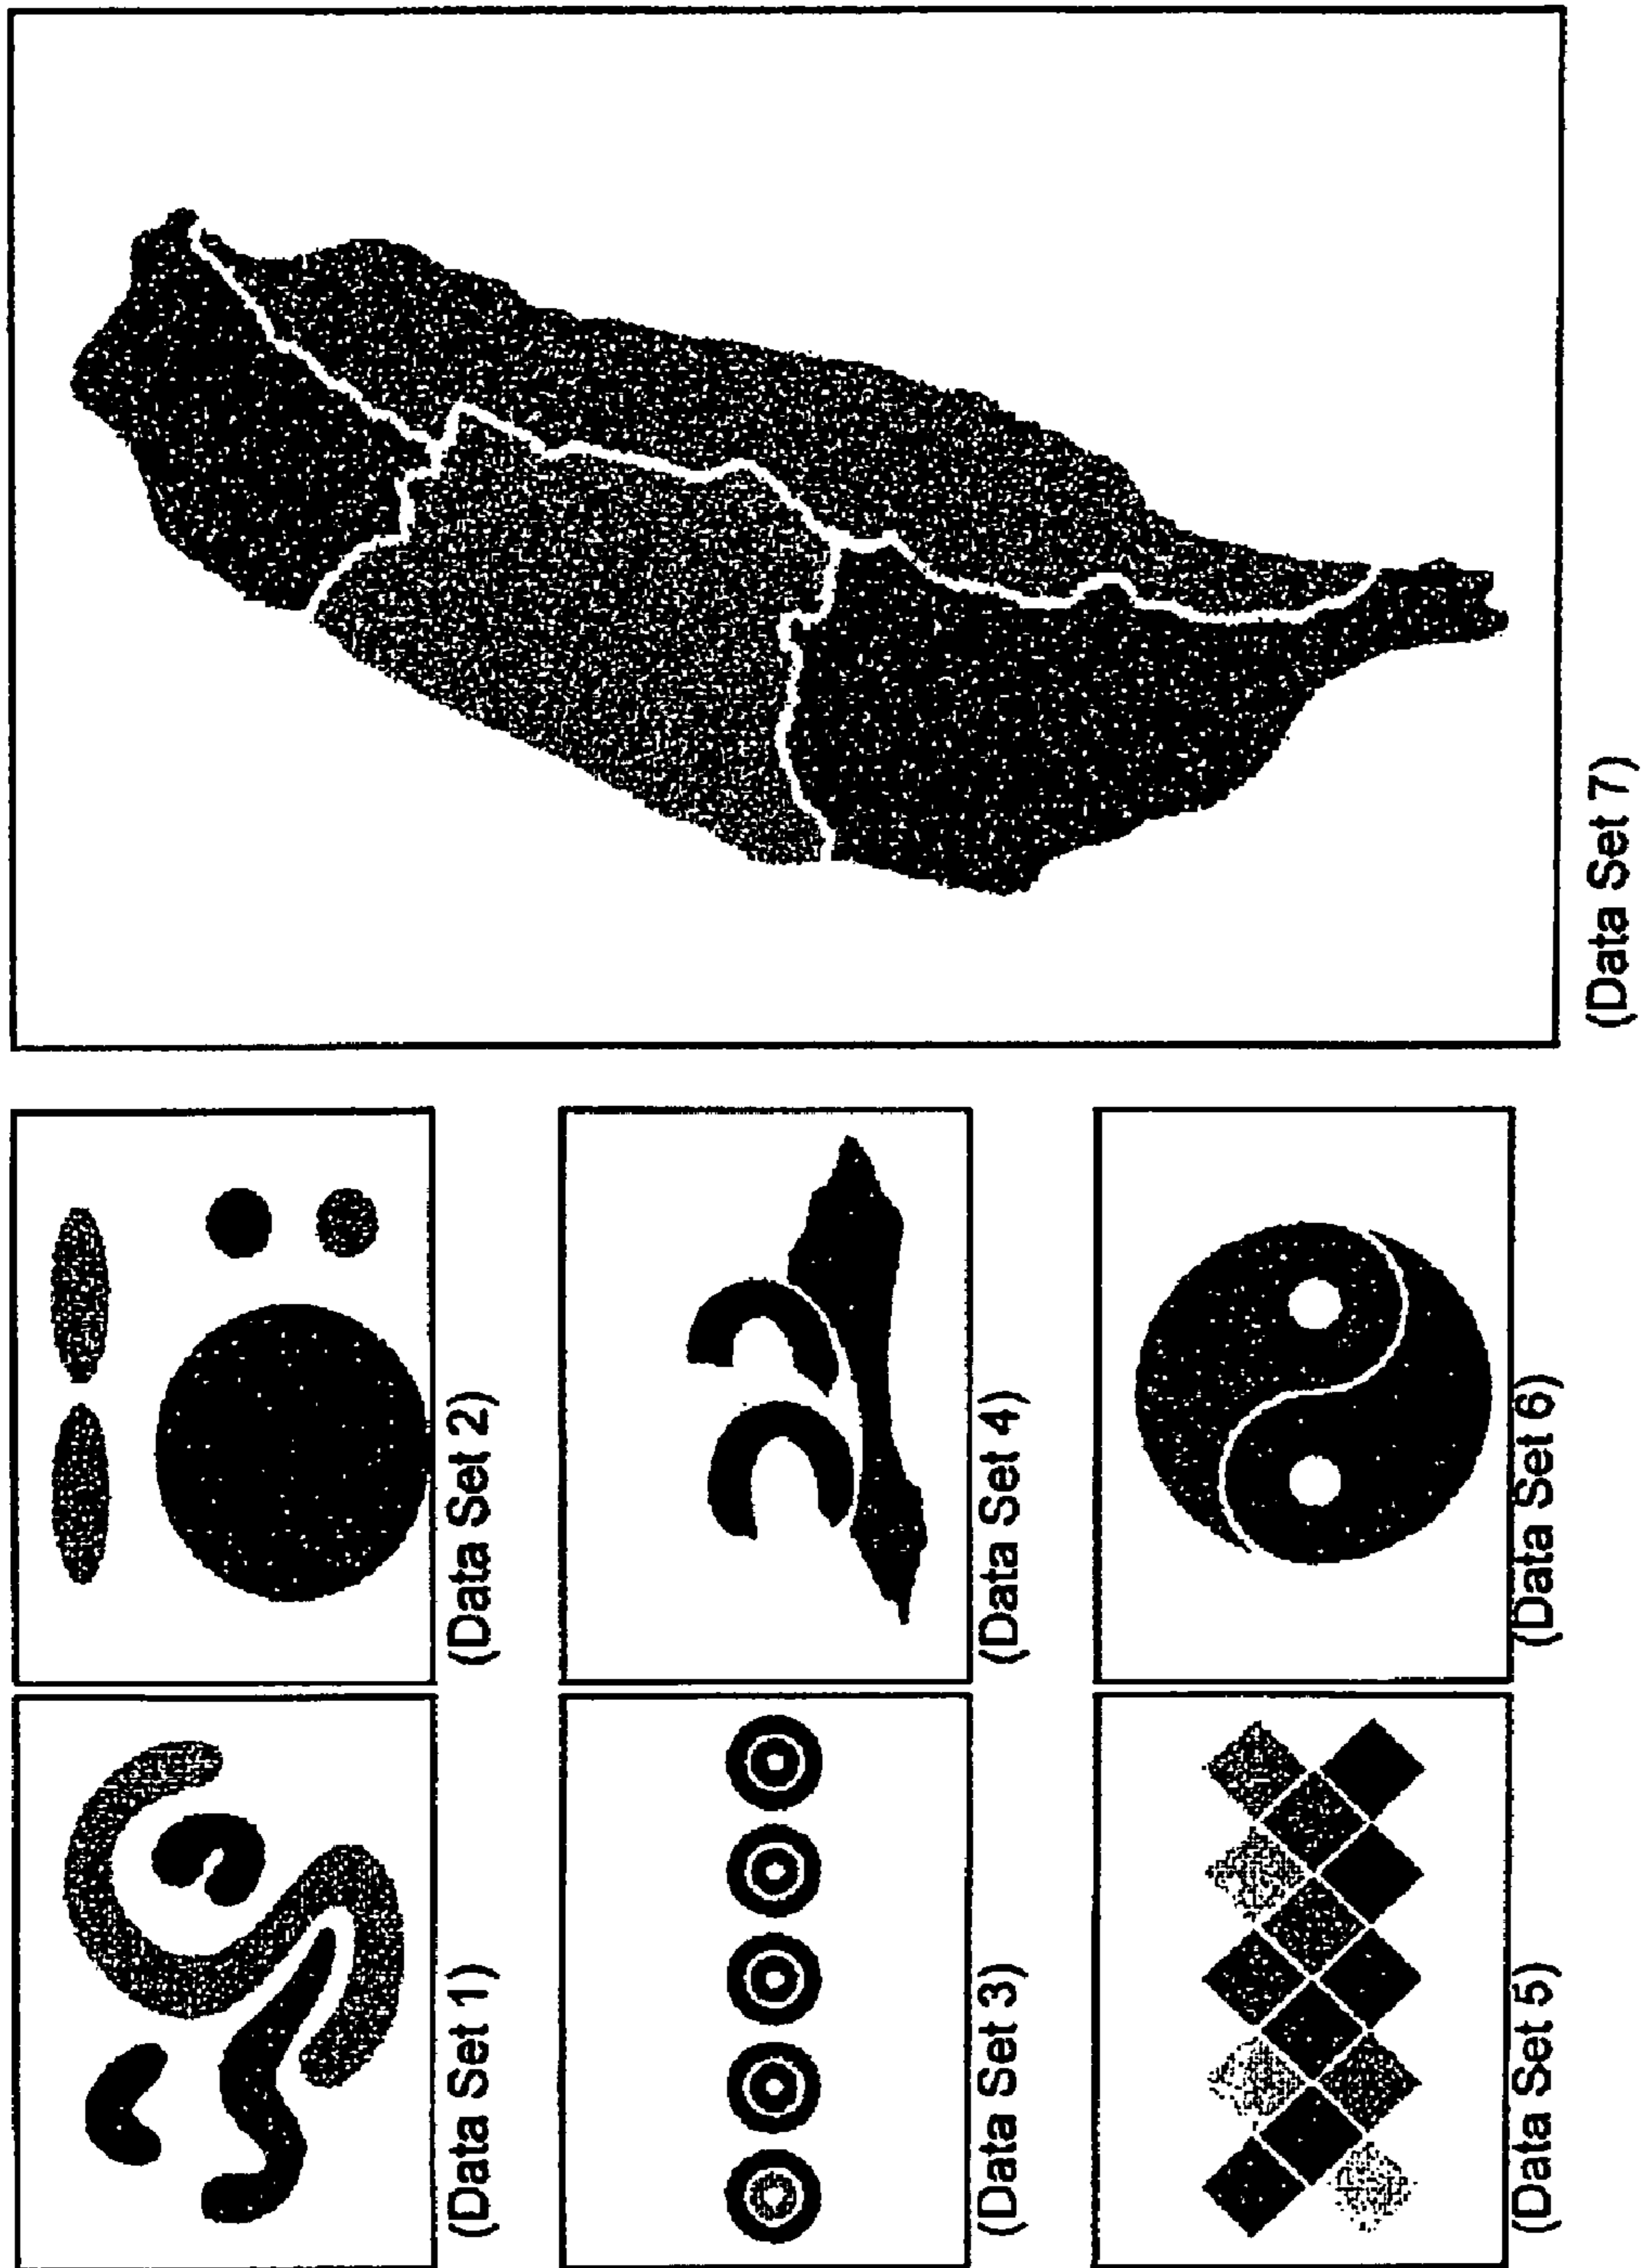 (Data Set 1)
(Data Set 2)
(Data Set 3)
(Data Set 4)
(Data Set 5)
(Data Set 6)
(Data Set 7)